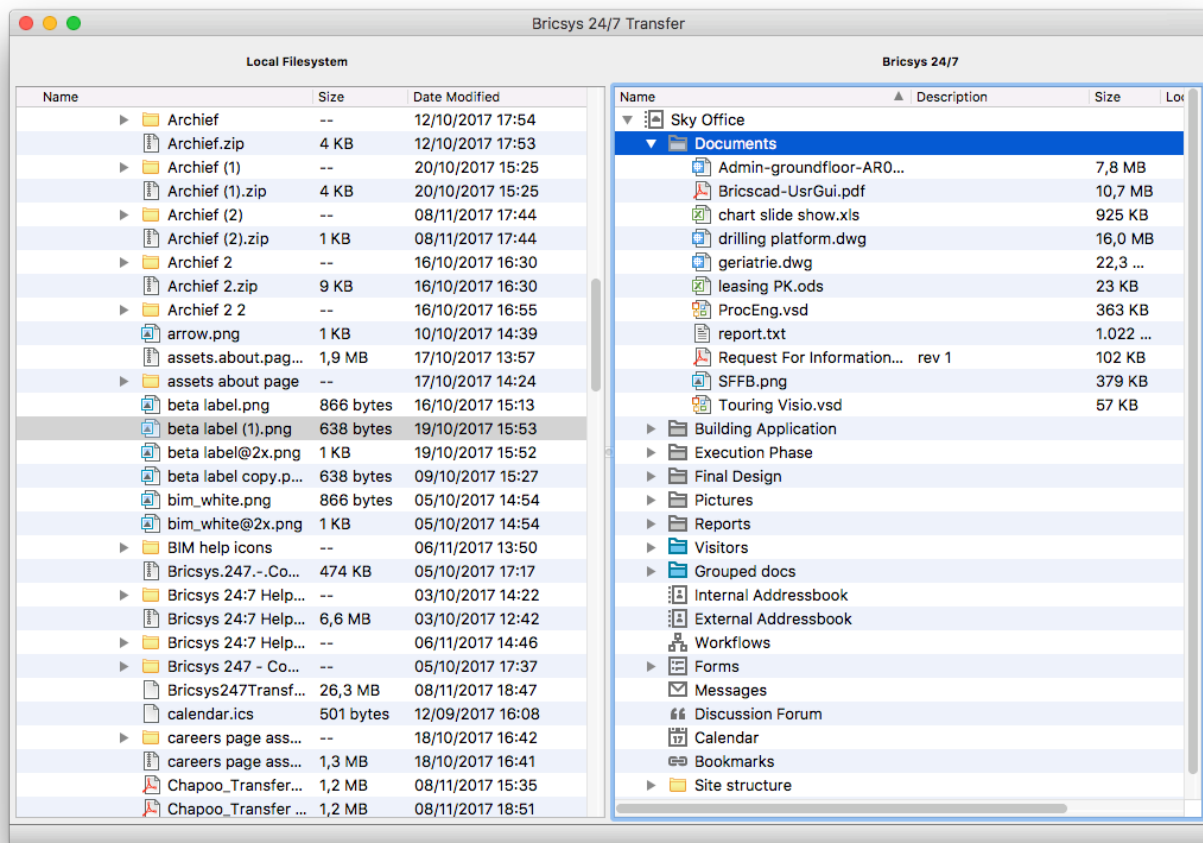 Bricsys 24/7 Transfer
Local Filesystem
Name Size Date Modified
Archief -- 12/10/2017 17:54
Archief.zip 4 KB 12/10/2017 17:53
Archief (1) -- 20/10/2017 15:25
Archief (1).zip 4 KB 20/10/2017 15:25
Archief (2) -- 08/11/2017 17:44
Archief (2).zip 1 KB 08/11/2017 17:44
Archief 2 -- 16/10/2017 16:30
Archief 2.zip 9 KB 16/10/2017 16:30
Archief 2 2 -- 16/10/2017 16:55
arrow.png 1 KB 10/10/2017 14:39
assets.about.pag... 1,9 MB 17/10/2017 13:57
assets about page -- 17/10/2017 14:24
beta label.png 866 bytes 16/10/2017 15:13
beta label (1).png 638 bytes 19/10/2017 15:53
beta label@2x.png 1 KB 19/10/2017 15:52
beta label copy.p... 638 bytes 09/10/2017 15:27
bim_white.png 866 bytes 05/10/2017 14:54
bim_white@2x.png 1 KB 05/10/2017 14:54
BIM help icons -- 06/11/2017 13:50
Bricsys.247.-.Co... 474 KB 05/10/2017 17:17
Bricsys 24:7 Help... -- 03/10/2017 14:22
Bricsys 24:7 Help... 6,6 MB 03/10/2017 12:42
Bricsys 24:7 Help... -- 06/11/2017 14:46
Bricsys 247 - Co... -- 05/10/2017 17:37
Bricsys247Transf... 26,3 MB 08/11/2017 18:47
calendar.ics 501 bytes 12/09/2017 16:08
careers page ass... -- 18/10/2017 16:42
careers page ass... 1,3 MB 18/10/2017 16:41
Chapoo_Transfer... 1,2 MB 08/11/2017 15:35
Chapoo_Transfer ... 1,2 MB 08/11/2017 18:51
Bricsys 24/7
Name Description Size Loc
Sky Office
Documents
Admin-groundfloor-AR0... 7,8 MB
Bricscad-UsrGui.pdf 10,7 MB
chart slide show.xls 925 KB
drilling platform.dwg 16,0 MB
geriatrie.dwg 22,3 ...
leasing PK.ods 23 KB
ProcEng.vsd 363 KB
report.txt 1.022 ...
Request For Information... rev 1 102 KB
SFFB.png 379 KB
Touring Visio.vsd 57 KB
Building Application
Execution Phase
Final Design
Pictures
Reports
Visitors
Grouped docs
Internal Addressbook
External Addressbook
Workflows
Forms
Messages
Discussion Forum
17 Calendar
Bookmarks
Site structure